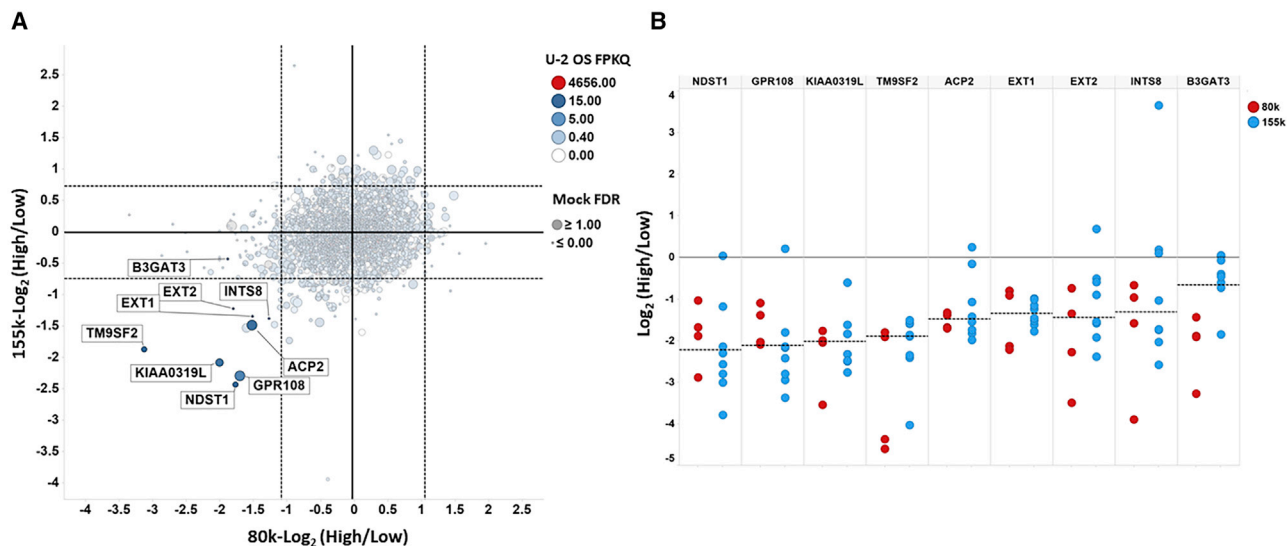 A
155k-Log2 (High/Low)
2.5
2
1.5
1
0.5
0
-0.5
-1
-1.5
-2
-2.5
-3
-3.5
-4
B3GAT3
EXT2
INTS8
EXT1
TM9SF2
ACP2
KIAA0319L
GPR108
NDST1
-4 -3.5 -3 -2.5 -2 -1.5 -1 -0.5 0 0.5 1 1.5 2 2.5
80k-Log2 (High/Low)
U-2 OS FPKQ
4656.00
15.00
5.00
0.40
0.00
Mock FDR
≥ 1.00
≤ 0.00
B
NDST1 GPR108 KIAA0319L TM9SF2 ACP2 EXT1 EXT2 INTS8 B3GAT3
Log2 (High/Low)
4
3
2
1
0
-1
-2
-3
-4
-5
80k
155k